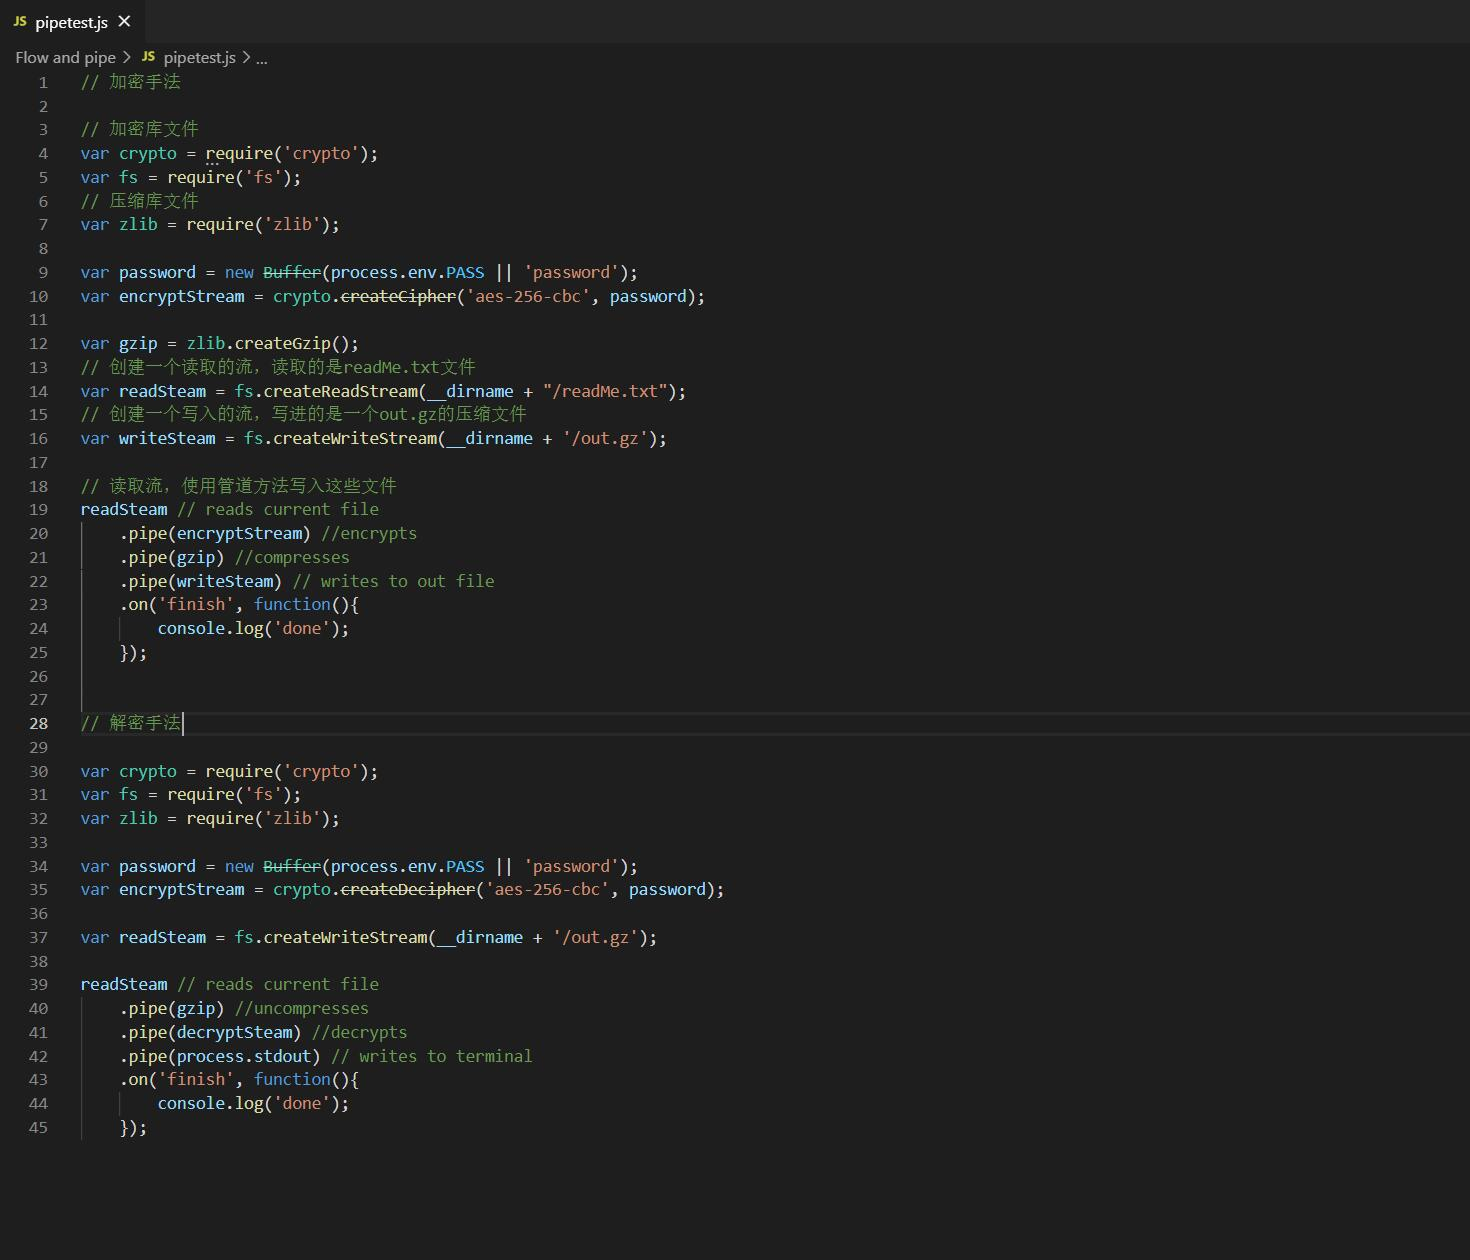 JS pipetest.js ×
Flow and pipe > JS pipetest.js > ...
1 // 加密手法
2
3 // 加密库文件
4 var crypto = require('crypto');
5 var fs = require('fs');
6 // 压缩库文件
7 var zlib = require('zlib');
8
9 var password = new Buffer(process.env.PASS || 'password');
10 var encryptStream = crypto.createCipher('aes-256-cbc', password);
11
12 var gzip = zlib.createGzip();
13 // 创建一个读取的流，读取的是readMe.txt文件
14 var readSteam = fs.createReadStream(__dirname + "/readMe.txt");
15 // 创建一个写入的流，写进的是一个out.gz的压缩文件
16 var writeSteam = fs.createWriteStream(__dirname + '/out.gz');
17
18 // 读取流，使用管道方法写入这些文件
19 readSteam // reads current file
20 .pipe(encryptStream) //encrypts
21 .pipe(gzip) //compresses
22 .pipe(writeSteam) // writes to out file
23 .on('finish', function(){
24 console.log('done');
25 });
26
27
28 // 解密手法
29
30 var crypto = require('crypto');
31 var fs = require('fs');
32 var zlib = require('zlib');
33
34 var password = new Buffer(process.env.PASS || 'password');
35 var encryptStream = crypto.createDecipher('aes-256-cbc', password);
36
37 var readSteam = fs.createWriteStream(__dirname + '/out.gz');
38
39 readSteam // reads current file
40 .pipe(gzip) //uncompresses
41 .pipe(decryptSteam) //decrypts
42 .pipe(process.stdout) // writes to terminal
43 .on('finish', function(){
44 console.log('done');
45 });